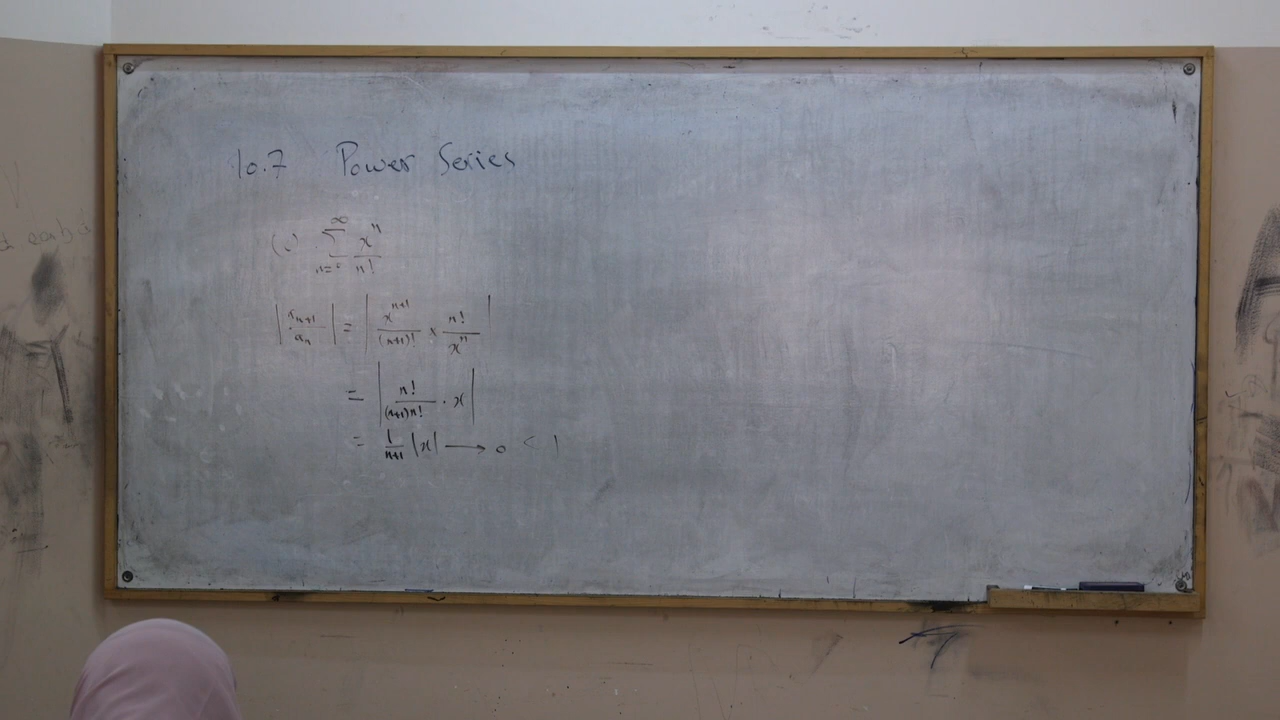 10.7 Power Series
(c) ∑_{n=0}^{∞} x^n / n!
| a_{n+1} / a_n | = | x^{n+1} / (n+1)! × n! / x^n |
= | n! / (n+1)n! · x |
= 1/(n+1) |x| → 0 < 1